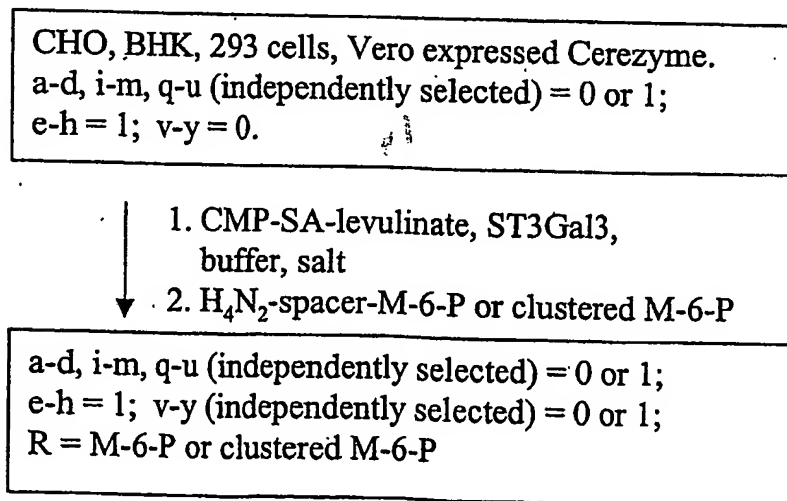 CHO, BHK, 293 cells, Vero expressed Cerezyme.
a-d, i-m, q-u (independently selected) = 0 or 1;
e-h = 1; v-y = 0.
1. CMP-SA-levulinate, ST3Gal3,
buffer, salt
2. H₄N₂-spacer-M-6-P or clustered M-6-P
a-d, i-m, q-u (independently selected) = 0 or 1;
e-h = 1; v-y (independently selected) = 0 or 1;
R = M-6-P or clustered M-6-P